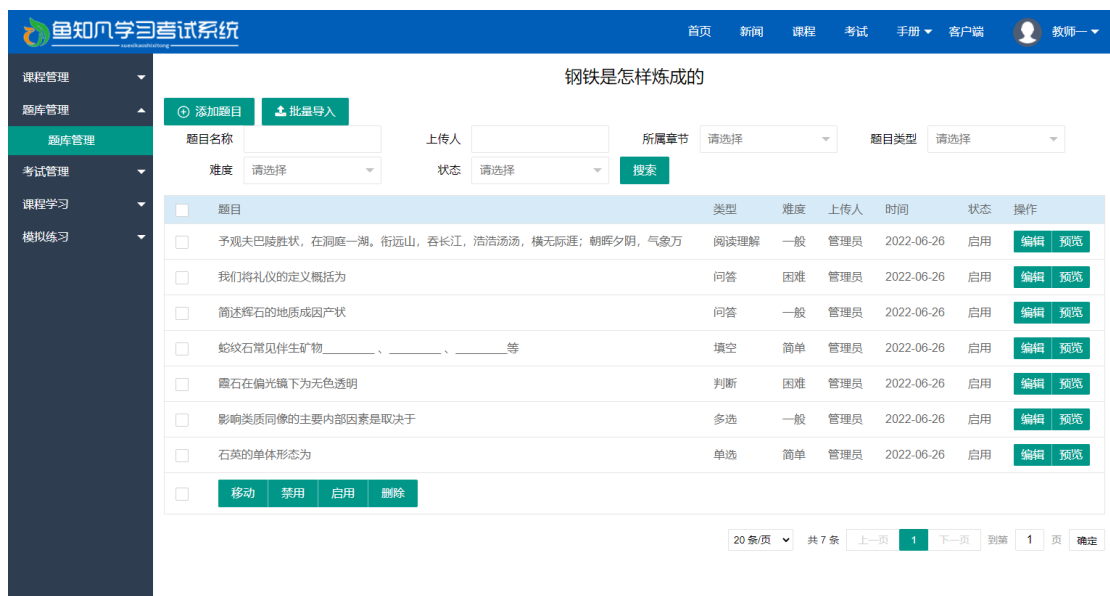 鱼知凡学习考试系统
xuexikaoshixitong
首页 新闻 课程 考试 手册 客户端 教师一
课程管理
题库管理
题库管理
考试管理
课程学习
模拟练习
钢铁是怎样炼成的
添加题目 批量导入
题目名称 上传人 所属章节 请选择 题目类型 请选择
难度 请选择 状态 请选择 搜索
题目 类型 难度 上传人 时间 状态 操作
予观夫巴陵胜状，在洞庭一湖。衔远山，吞长江，浩浩汤汤，横无际涯；朝晖夕阴，气象万 阅读理解 一般 管理员 2022-06-26 启用 编辑 预览
我们将礼仪的定义概括为 问答 困难 管理员 2022-06-26 启用 编辑 预览
简述辉石的地质成因产状 问答 一般 管理员 2022-06-26 启用 编辑 预览
蛇纹石常见伴生矿物________ 、________ 、________等 填空 简单 管理员 2022-06-26 启用 编辑 预览
霞石在偏光镜下为无色透明 判断 困难 管理员 2022-06-26 启用 编辑 预览
影响类质同像的主要内部因素是取决于 多选 一般 管理员 2022-06-26 启用 编辑 预览
石英的单体形态为 单选 简单 管理员 2022-06-26 启用 编辑 预览
移动 禁用 启用 删除
20 条/页 共 7 条 上一页 1 下一页 到第 1 页 确定